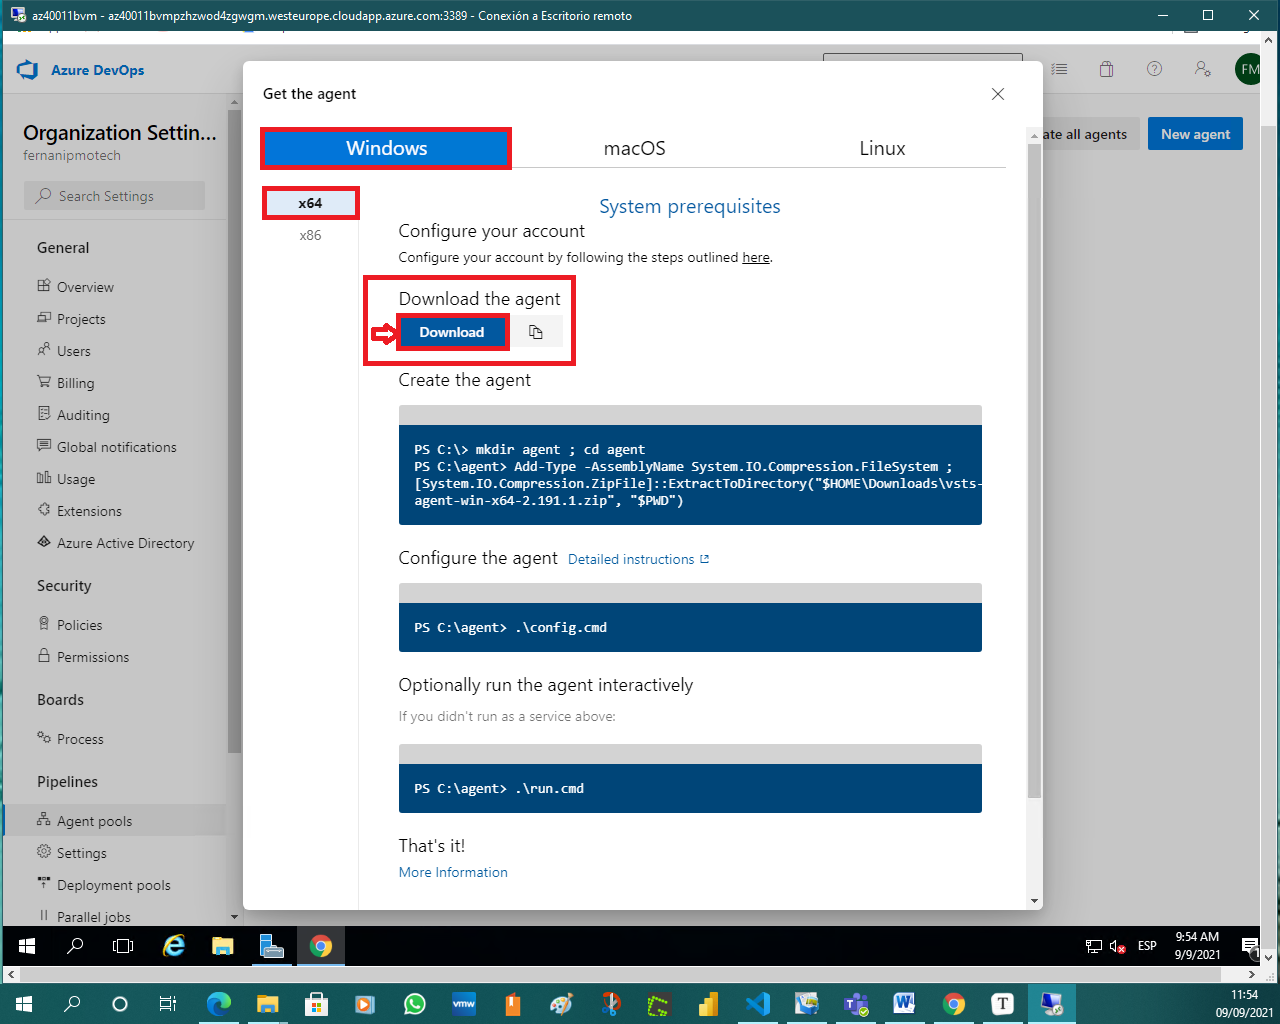 az40011bvm - az40011bvmpzhzwod4zgwgm.westeurope.cloudapp.azure.com:3389 - Conexión a Escritorio remoto
Azure DevOps
FM
Organization Settin...
fernanipmotech
Search Settings
General
Overview
Projects
Users
Billing
Auditing
Global notifications
Usage
Extensions
Azure Active Directory
Security
Policies
Permissions
Boards
Process
Pipelines
Agent pools
Settings
Deployment pools
Parallel jobs
ate all agents
New agent
Get the agent
Windows
macOS
Linux
x64
x86
System prerequisites
Configure your account
Configure your account by following the steps outlined here.
Download the agent
Download
Create the agent
PS C:\> mkdir agent ; cd agent
PS C:\agent> Add-Type -AssemblyName System.IO.Compression.FileSystem ;
[System.IO.Compression.ZipFile]::ExtractToDirectory("$HOME\Downloads\vsts-
agent-win-x64-2.191.1.zip", "$PWD")
Configure the agent Detailed instructions
PS C:\agent> .\config.cmd
Optionally run the agent interactively
If you didn't run as a service above:
PS C:\agent> .\run.cmd
That's it!
More Information
ESP
9:54 AM
9/9/2021
1
vmw
W
T
11:54
09/09/2021